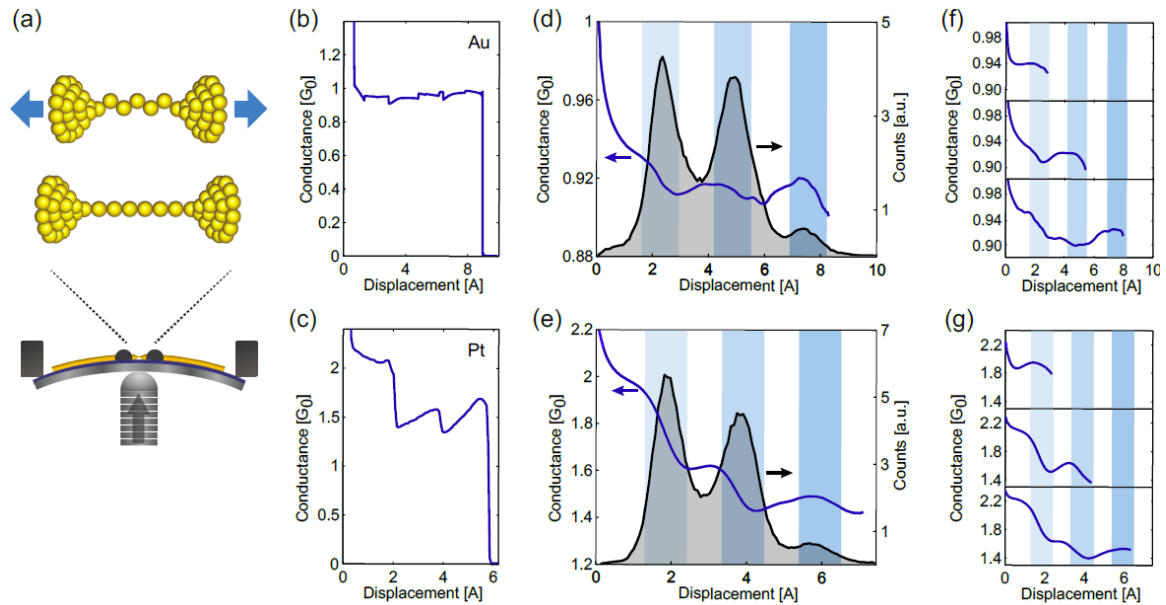 (a)
(b)
Au
Conductance [G0]
1.4
1.2
1
0.8
0.6
0.4
0.2
0
0 4 8
Displacement [A]
(c)
Pt
Conductance [G0]
2
1.5
1
0.5
0
0 2 4 6
Displacement [A]
(d)
Conductance [G0]
1
0.96
0.92
0.88
5
3
1
Counts [a.u.]
0 2 4 6 8 10
Displacement [A]
(e)
Conductance [G0]
2.2
2
1.8
1.6
1.4
1.2
7
5
3
1
Counts [a.u.]
0 2 4 6
Displacement [A]
(f)
Conductance [G0]
0.98
0.94
0.90
0.98
0.94
0.90
0.98
0.94
0.90
0 2 4 6 8 10
Displacement [A]
(g)
Conductance [G0]
2.2
1.8
1.4
2.2
1.8
1.4
2.2
1.8
1.4
0 2 4 6
Displacement [A]